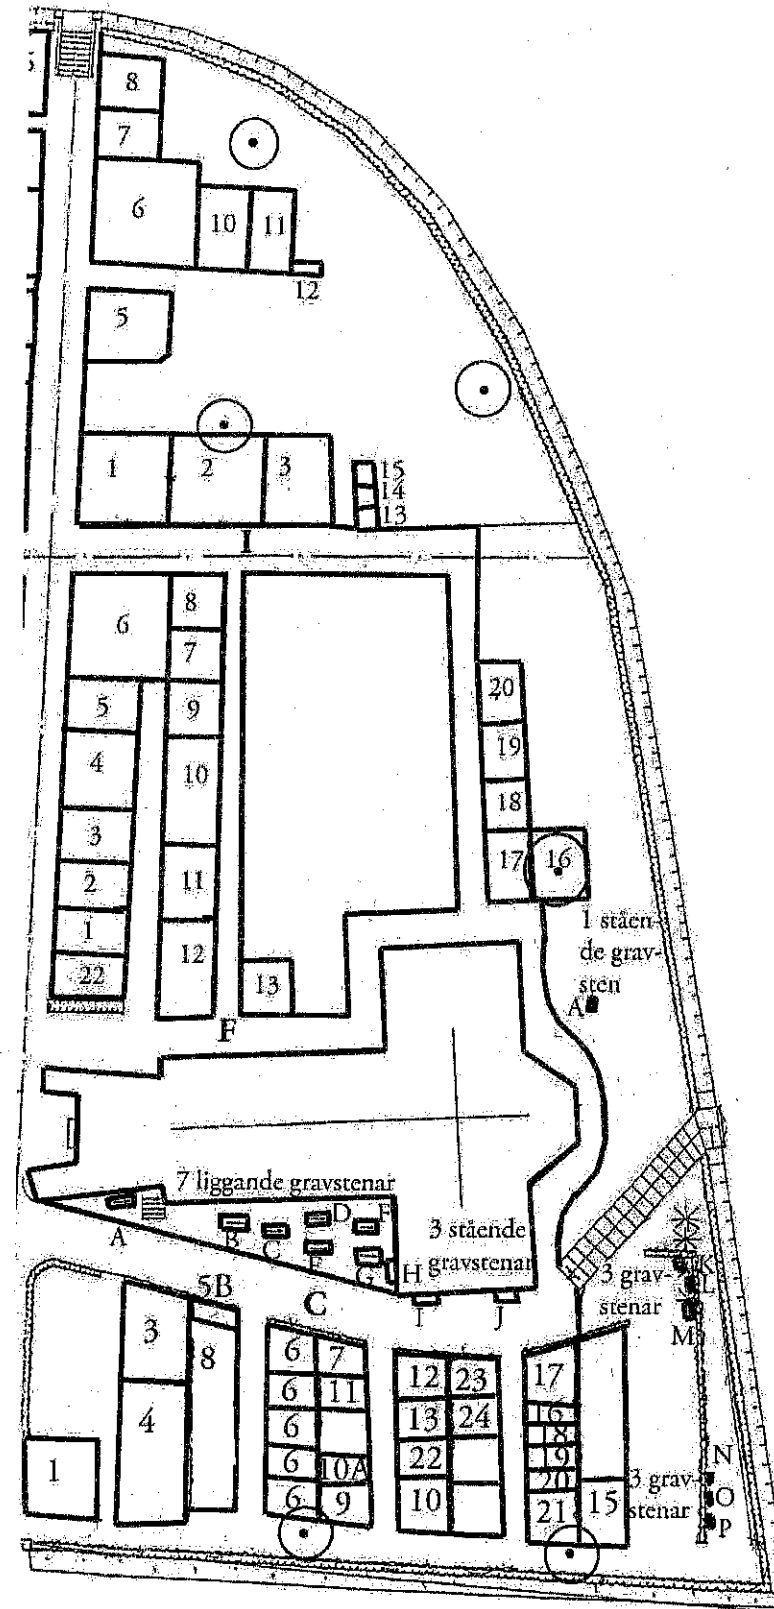 8
7
6
10
11
12
5
1
2
3
15
14
13
I
6
8
7
5
9
4
10
3
2
11
1
12
22
13
F
20
19
18
17
16
1 ståen-
de grav-
sten
A
7 liggande gravstenar
A
B
C
D
E
F
G
H
3 stående
gravstenar
I
J
C
3 grav-
stenar
K
L
M
5B
3
8
4
1
6
7
6
11
6
6
10A
6
9
12
23
13
24
22
10
17
16
18
19
20
21
15
3 grav-
stenar
N
O
P